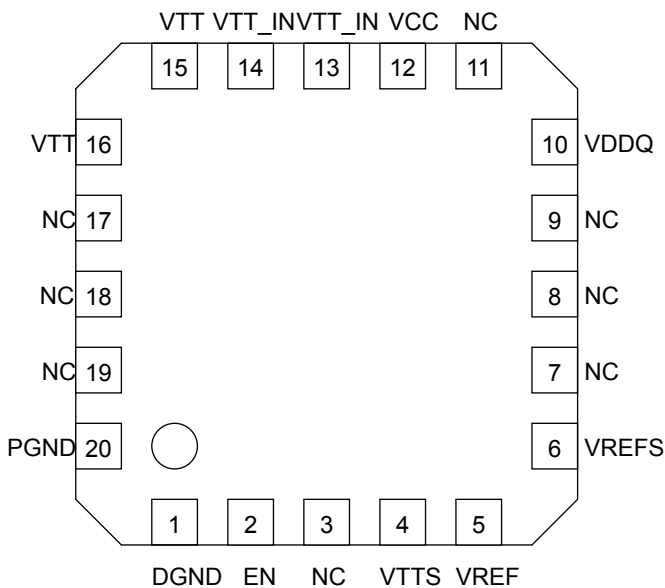 VTT VTT_IN VTT_IN VCC NC
15 14 13 12 11
VTT 16 10 VDDQ
NC 17 9 NC
NC 18 8 NC
NC 19 7 NC
PGND 20 6 VREFS
1 2 3 4 5
DGND EN NC VTTS VREF